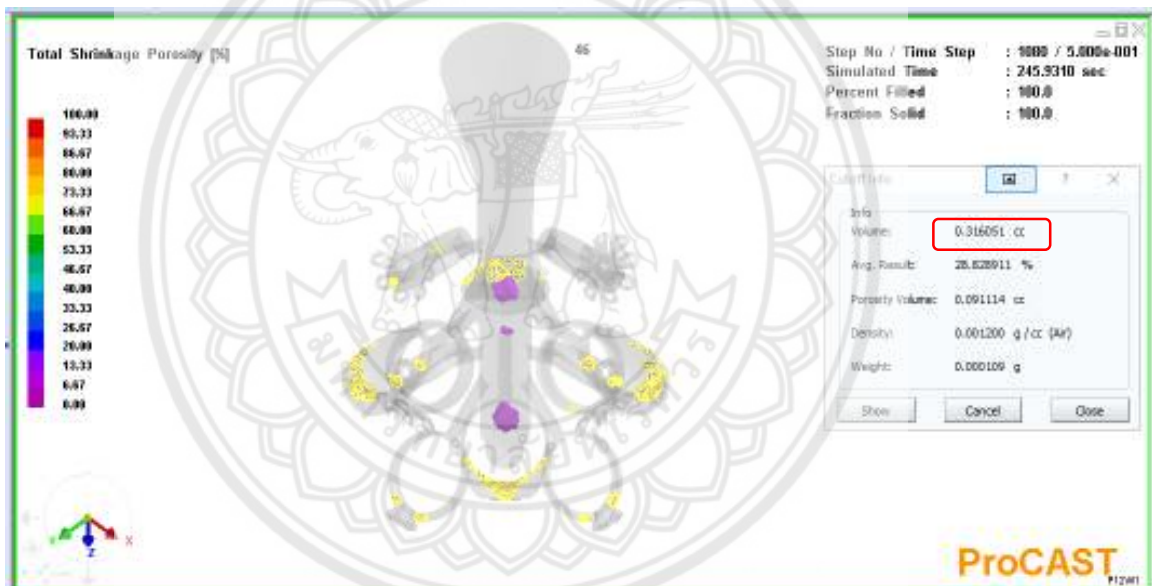 Total Shrinkage Porosity [%]
46
Step No / Time Step : 1080 / 5.000e-001
Simulated Time : 245.9310 sec
Percent Filled : 100.0
Fraction Solid : 100.0
100.00
93.33
86.67
80.00
73.33
66.67
60.00
53.33
46.67
40.00
33.33
26.67
20.00
13.33
6.67
0.00
Cutoff Info
Info
Volume: 0.316051 cc
Avg. Result: 28.828911 %
Porosity Volume: 0.091114 cc
Density: 0.001200 g/cc (Air)
Weight: 0.000109 g
Show Cancel Close
X
Y
Z
ProCAST